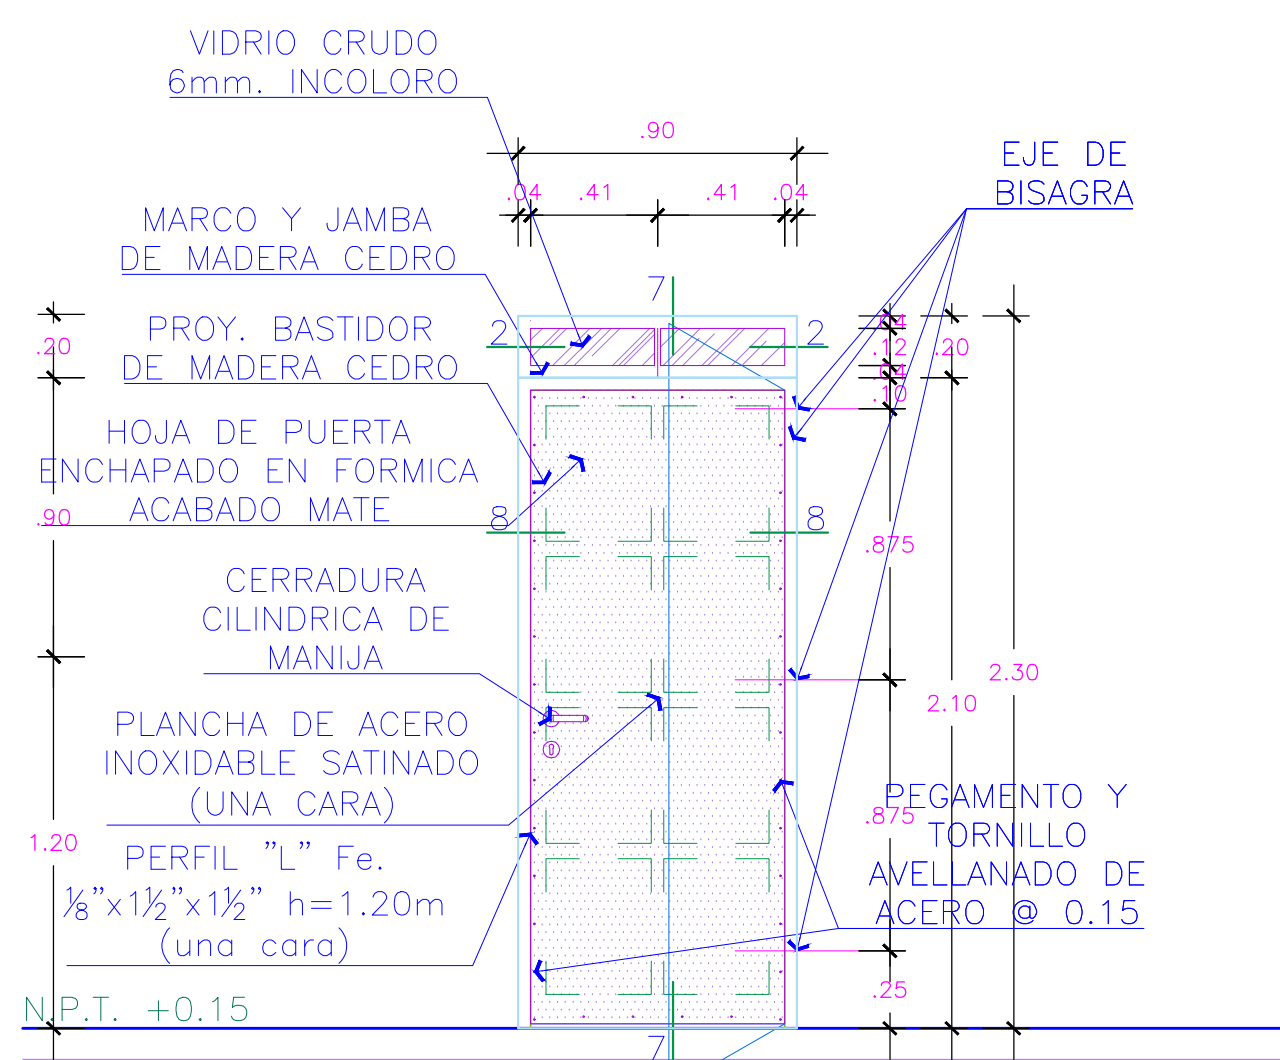 VIDRIO CRUDO
6mm. INCOLORO
.90
EJE DE
BISAGRA
.04 .41 .41 .04
MARCO Y JAMBA
DE MADERA CEDRO
7
PROY. BASTIDOR
DE MADERA CEDRO
2 2
.20
.04
.12 .20
.04
.10
HOJA DE PUERTA
ENCHAPADO EN FORMICA
ACABADO MATE
.90
8 8
.875
CERRADURA
CILINDRICA DE
MANIJA
2.30
2.10
PLANCHA DE ACERO
INOXIDABLE SATINADO
(UNA CARA)
PEGAMENTO Y
TORNILLO
AVELLANADO DE
ACERO @ 0.15
.875
1.20
PERFIL "L" Fe.
⅛"x1½"x1½" h=1.20m
(una cara)
.25
N.P.T. +0.15
7